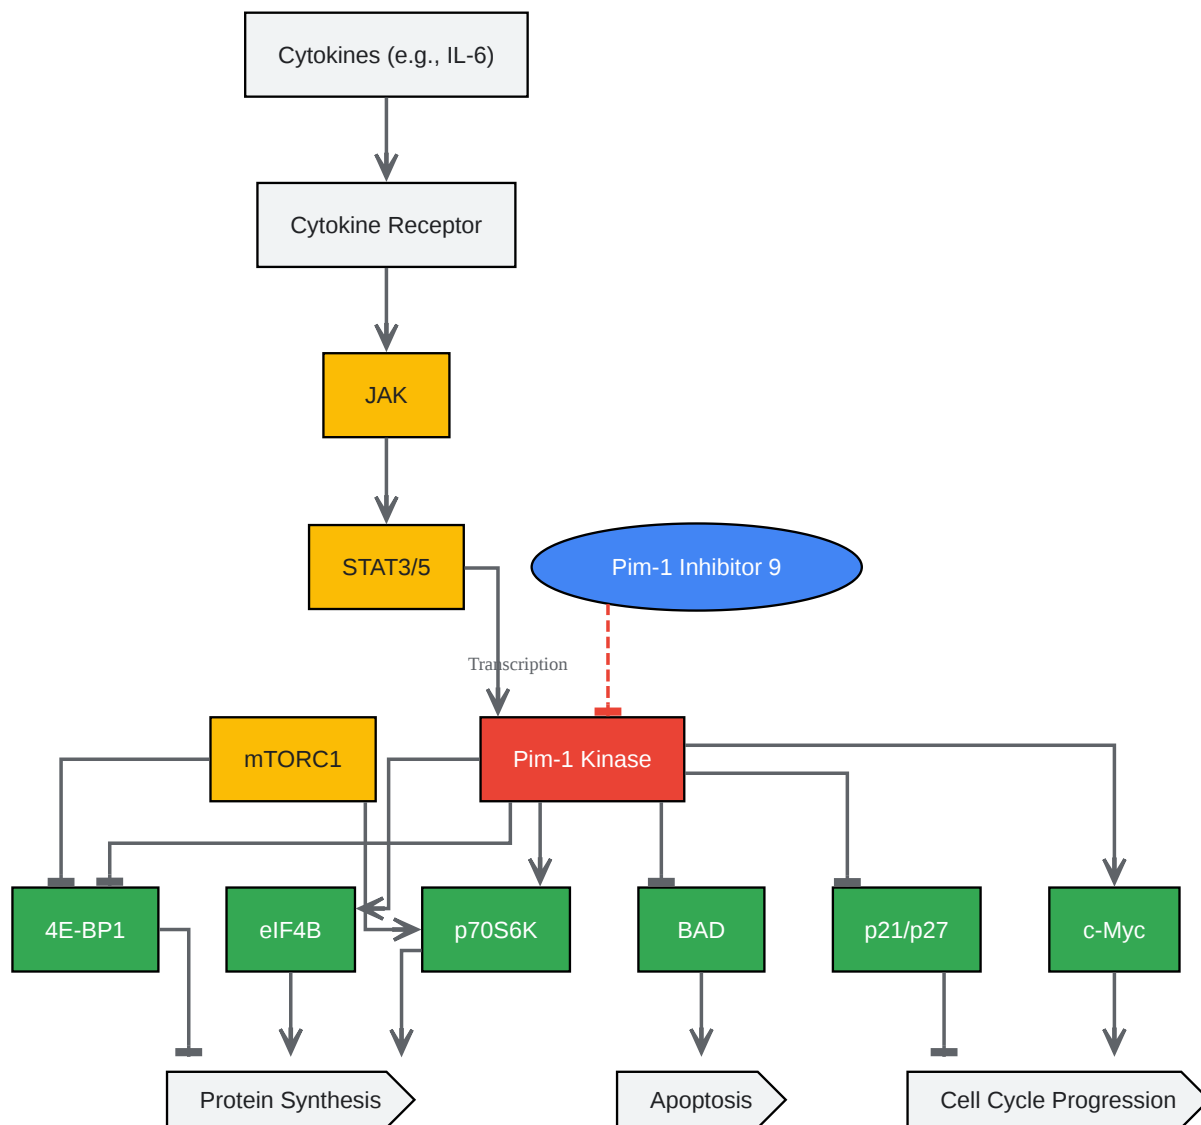 Cytokines (e.g., IL-6)
Cytokine Receptor
JAK
STAT3/5
Pim-1 Inhibitor 9
Transcription
mTORC1
Pim-1 Kinase
4E-BP1
eIF4B
p70S6K
BAD
p21/p27
c-Myc
Protein Synthesis
Apoptosis
Cell Cycle Progression